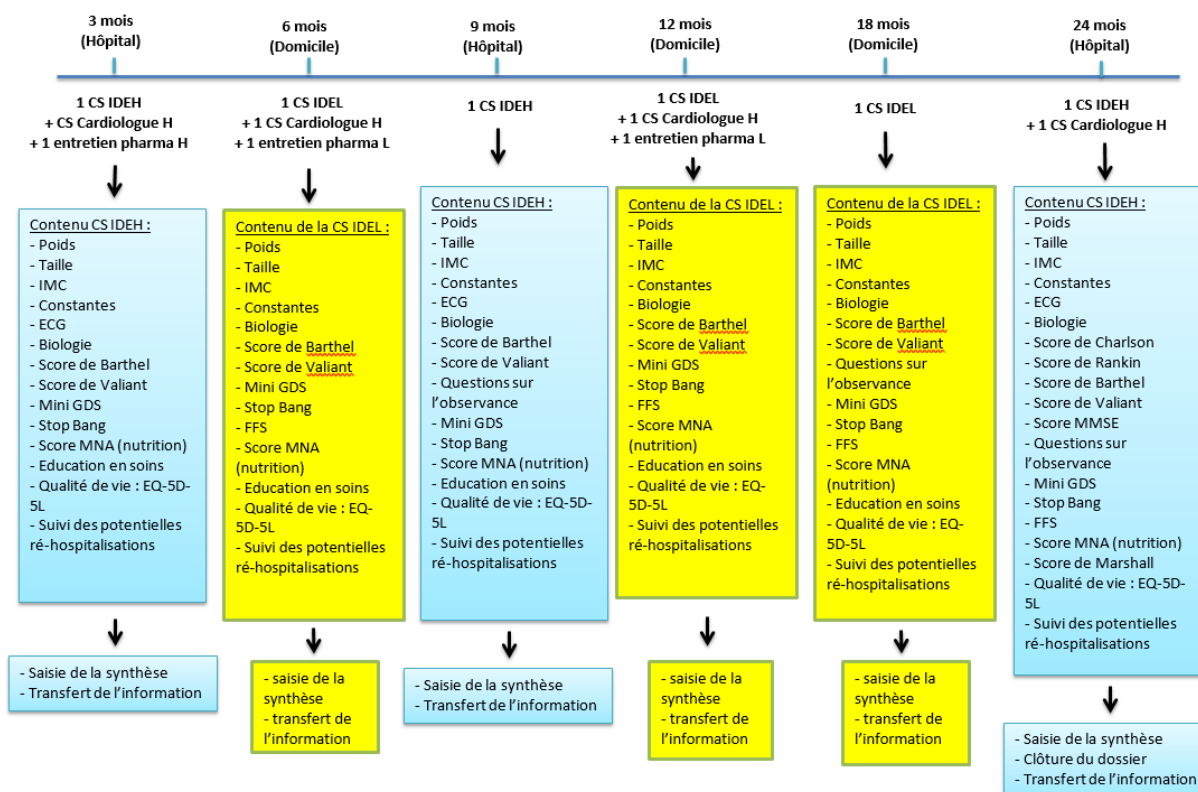 3 mois
(Hôpital)
6 mois
(Domicile)
9 mois
(Hôpital)
12 mois
(Domicile)
18 mois
(Domicile)
24 mois
(Hôpital)
1 CS IDEH
+ CS Cardiologue H
+ 1 entretien pharma H
1 CS IDEL
+ 1 CS Cardiologue H
+ 1 entretien pharma L
1 CS IDEH
1 CS IDEL
+ 1 CS Cardiologue H
+ 1 entretien pharma L
1 CS IDEL
1 CS IDEH
+ 1 CS Cardiologue H
Contenu CS IDEH :
- Poids
- Taille
- IMC
- Constantes
- ECG
- Biologie
- Score de Barthel
- Score de Valiant
- Mini GDS
- Stop Bang
- Score MNA (nutrition)
- Education en soins
- Qualité de vie : EQ-5D-
5L
- Suivi des potentielles
ré-hospitalisations
Contenu de la CS IDEL :
- Poids
- Taille
- IMC
- Constantes
- Biologie
- Score de Barthel
- Score de Valiant
- Mini GDS
- Stop Bang
- FFS
- Score MNA
(nutrition)
- Education en soins
- Qualité de vie : EQ-
5D-5L
- Suivi des potentielles
ré-hospitalisations
Contenu CS IDEH :
- Poids
- Taille
- IMC
- Constantes
- ECG
- Biologie
- Score de Barthel
- Score de Valiant
- Questions sur
l’observance
- Mini GDS
- Stop Bang
- Score MNA (nutrition)
- Education en soins
- Qualité de vie : EQ-5D-
5L
- Suivi des potentielles
ré-hospitalisations
Contenu de la CS IDEL :
- Poids
- Taille
- IMC
- Constantes
- Biologie
- Score de Barthel
- Score de Valiant
- Mini GDS
- Stop Bang
- FFS
- Score MNA
(nutrition)
- Education en soins
- Qualité de vie : EQ-
5D-5L
- Suivi des potentielles
ré-hospitalisations
Contenu de la CS IDEL :
- Poids
- Taille
- IMC
- Constantes
- Biologie
- Score de Barthel
- Score de Valiant
- Questions sur
l’observance
- Mini GDS
- Stop Bang
- FFS
- Score MNA
(nutrition)
- Education en soins
- Qualité de vie : EQ-
5D-5L
- Suivi des potentielles
ré-hospitalisations
Contenu CS IDEH :
- Poids
- Taille
- IMC
- Constantes
- ECG
- Biologie
- Score de Charlson
- Score de Rankin
- Score de Barthel
- Score de Valiant
- Score MMSE
- Questions sur
l’observance
- Mini GDS
- Stop Bang
- FFS
- Score MNA (nutrition)
- Score de Marshall
- Qualité de vie : EQ-5D-
5L
- Suivi des potentielles
ré-hospitalisations
- Saisie de la synthèse
- Transfert de l’information
- saisie de la
synthèse
- transfert de
l’information
- Saisie de la synthèse
- Transfert de l’information
- saisie de la
synthèse
- transfert de
l’information
- saisie de la
synthèse
- transfert de
l’information
- Saisie de la synthèse
- Clôture du dossier
- Transfert de l’information